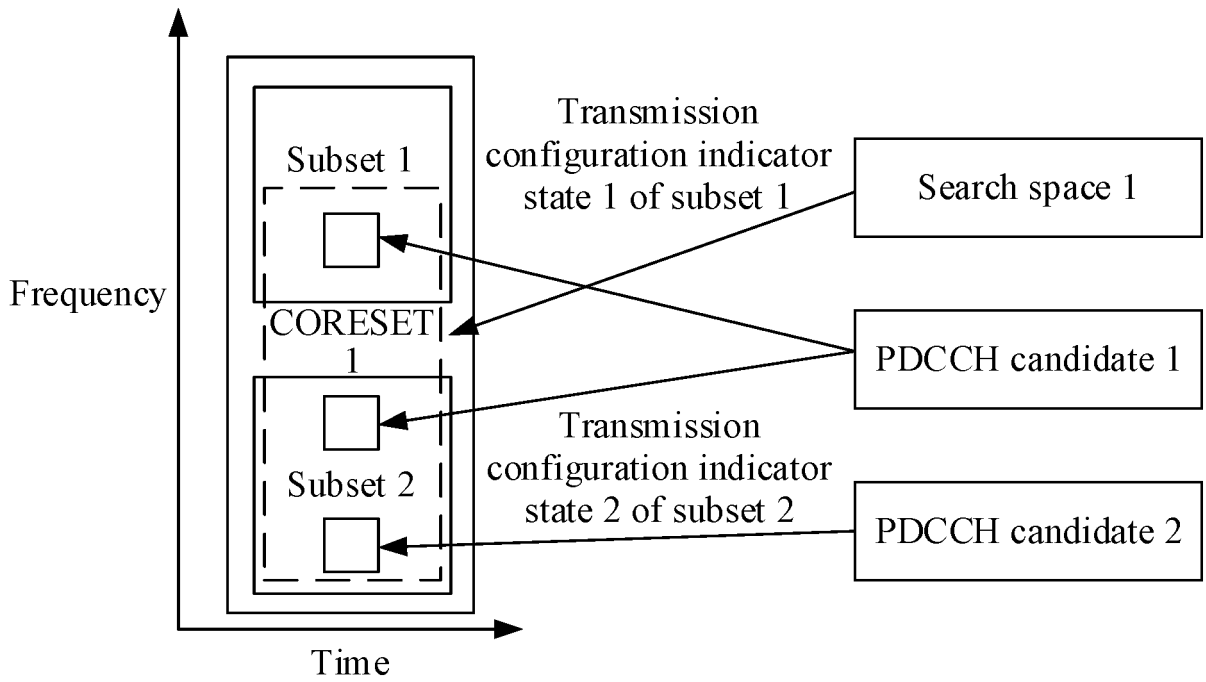 Transmission
configuration indicator
state 1 of subset 1
Subset 1
Search space 1
Frequency
CORESET
1
PDCCH candidate 1
Transmission
configuration indicator
state 2 of subset 2
Subset 2
PDCCH candidate 2
Time